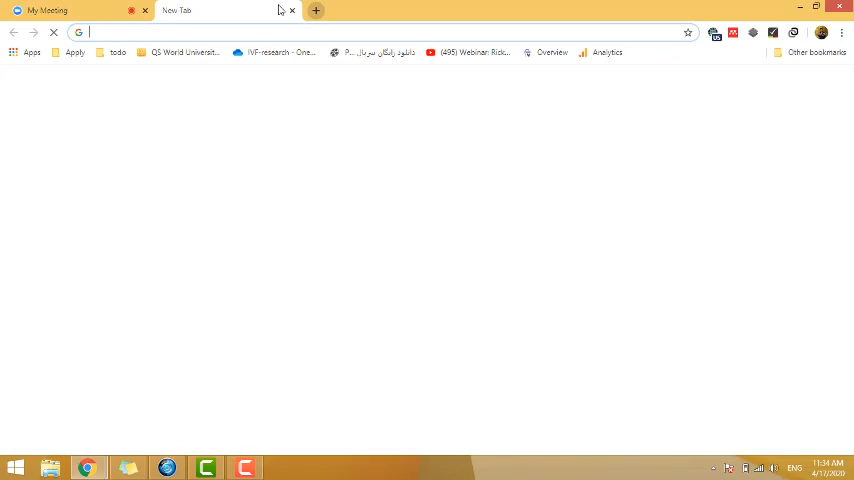 My Meeting
New Tab
Apps
Apply
todo
QS World Universit...
IVF-research - One...
دانلود رایگان سریال ...P
(495) Webinar: Rick...
Overview
Analytics
Other bookmarks
US
ENG
11:34 AM
4/17/2020